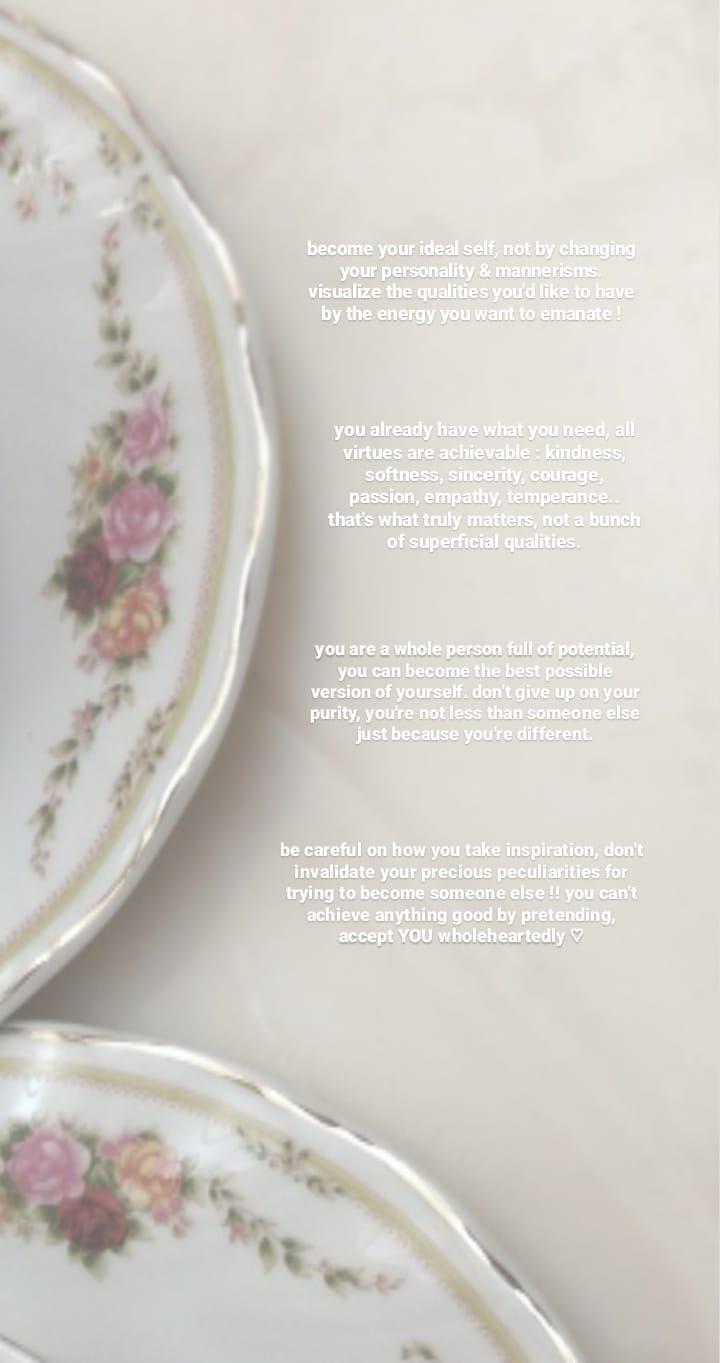 become your ideal self, not by changing
your personality & mannerisms.
visualize the qualities you'd like to have
by the energy you want to emanate !
you already have what you need, all
virtues are achievable : kindness,
softness, sincerity, courage,
passion, empathy, temperance..
that's what truly matters, not a bunch
of superficial qualities.
you are a whole person full of potential,
you can become the best possible
version of yourself. don't give up on your
purity, you're not less than someone else
just because you're different.
be careful on how you take inspiration, don't
invalidate your precious peculiarities for
trying to become someone else !! you can't
achieve anything good by pretending,
accept YOU wholeheartedly ♡